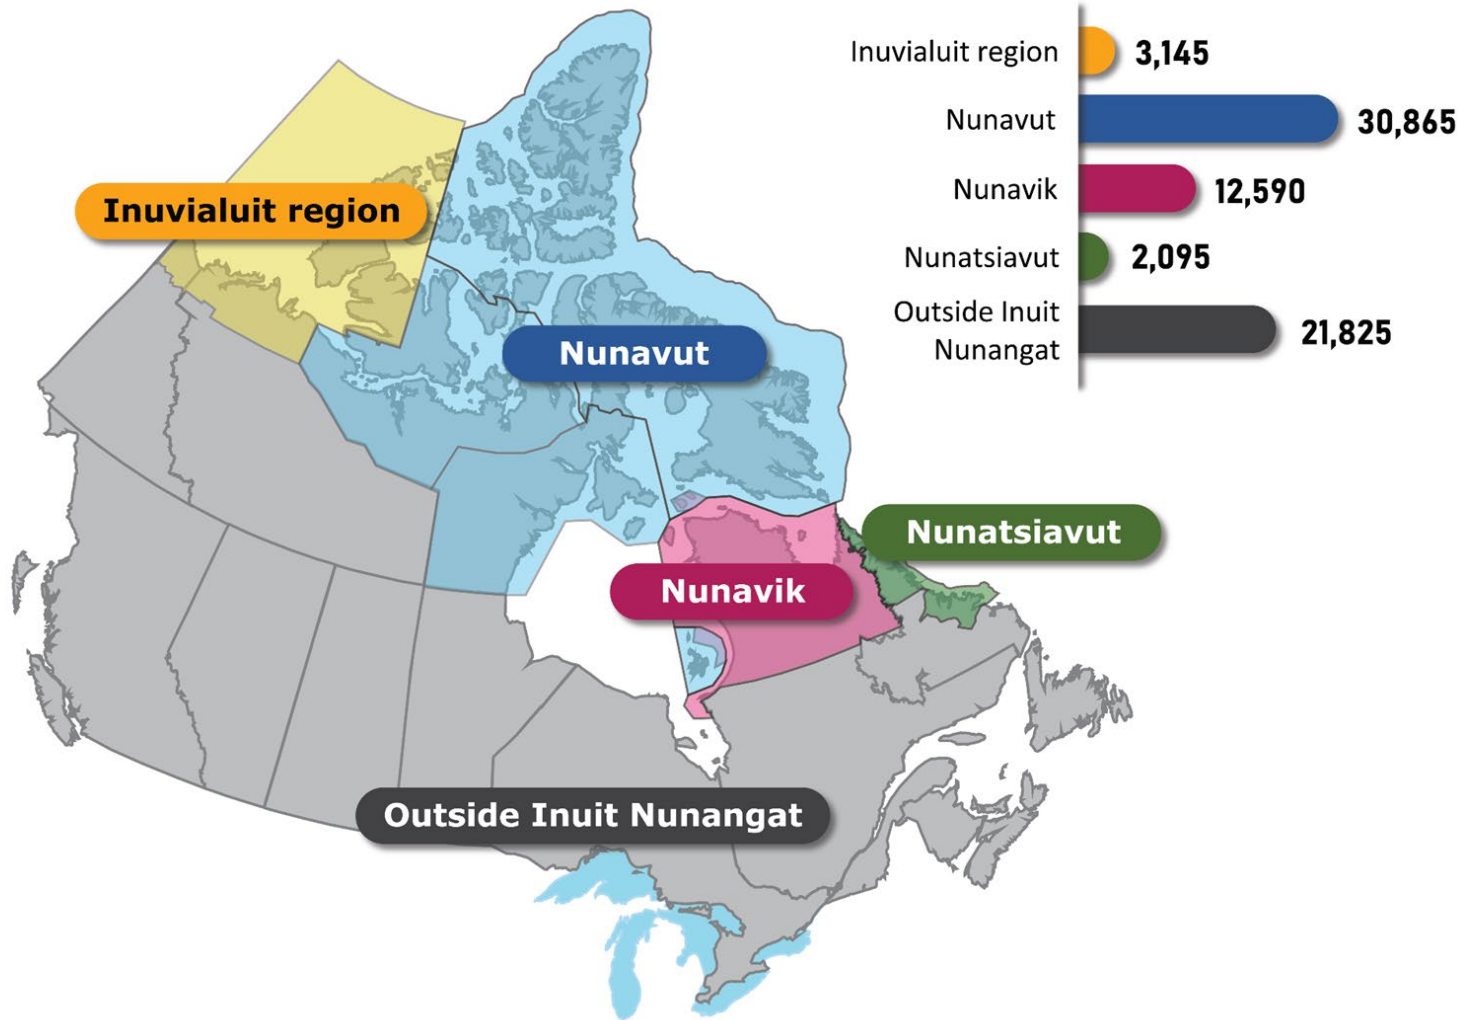 Inuvialuit region 3,145
Nunavut 30,865
Nunavik 12,590
Nunatsiavut 2,095
Outside Inuit
Nunangat 21,825
Inuvialuit region
Nunavut
Nunatsiavut
Nunavik
Outside Inuit Nunangat